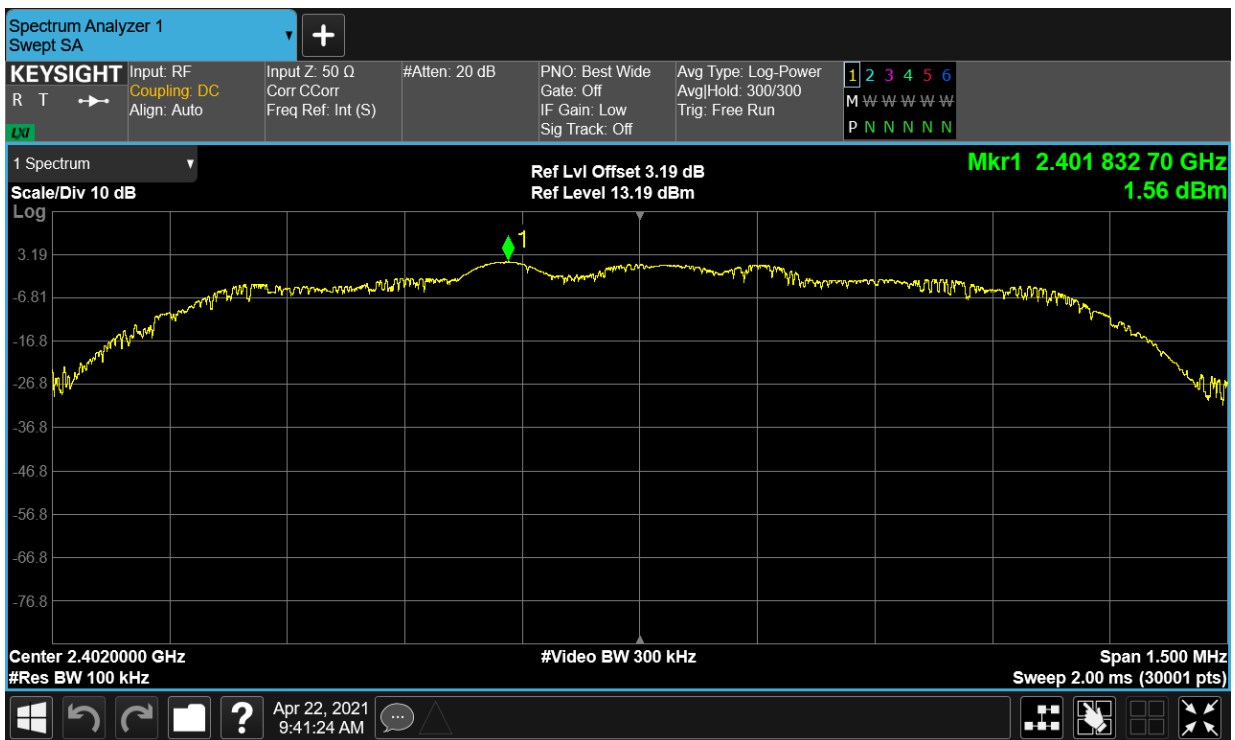 Spectrum Analyzer 1
Swept SA
KEYSIGHT
R T
LXI
Input: RF
Coupling: DC
Align: Auto
Input Z: 50 Ω
Corr CCorr
Freq Ref: Int (S)
#Atten: 20 dB
PNO: Best Wide
Gate: Off
IF Gain: Low
Sig Track: Off
Avg Type: Log-Power
Avg|Hold: 300/300
Trig: Free Run
1 2 3 4 5 6
M W W W W W
P N N N N N
1 Spectrum
Scale/Div 10 dB
Log
Ref Lvl Offset 3.19 dB
Ref Level 13.19 dBm
Mkr1 2.401 832 70 GHz
1.56 dBm
1
3.19
-6.81
-16.8
-26.8
-36.8
-46.8
-56.8
-66.8
-76.8
Center 2.4020000 GHz
#Res BW 100 kHz
#Video BW 300 kHz
Span 1.500 MHz
Sweep 2.00 ms (30001 pts)
?
Apr 22, 2021
9:41:24 AM